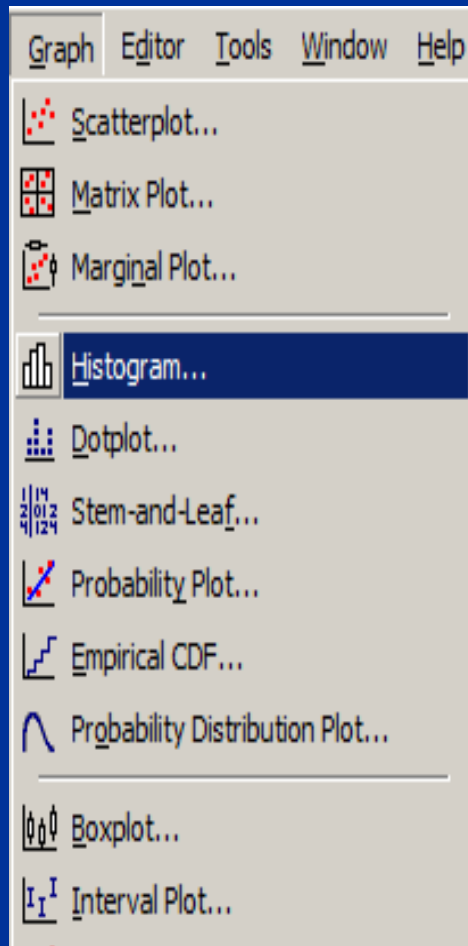 Graph Editor Tools Window Help
Scatterplot...
Matrix Plot...
Marginal Plot...
Histogram...
Dotplot...
Stem-and-Leaf...
Probability Plot...
Empirical CDF...
Probability Distribution Plot...
Boxplot...
Interval Plot...